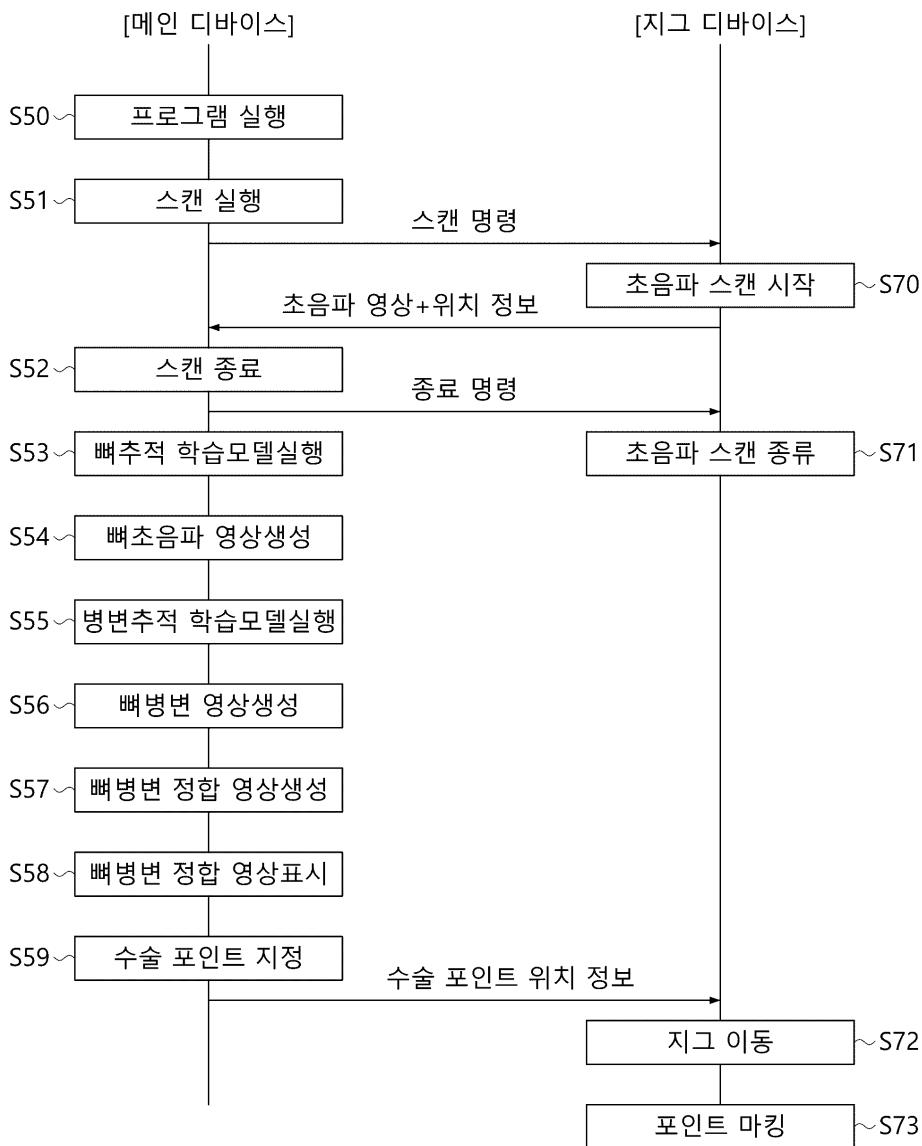 [메인 디바이스] [지그 디바이스]
S50 프로그램 실행
S51 스캔 실행
스캔 명령
초음파 스캔 시작 S70
초음파 영상+위치 정보
S52 스캔 종료
종료 명령
S53 뼈추적 학습모델실행 초음파 스캔 종류 S71
S54 뼈초음파 영상생성
S55 병변추적 학습모델실행
S56 뼈병변 영상생성
S57 뼈병변 정합 영상생성
S58 뼈병변 정합 영상표시
S59 수술 포인트 지정
수술 포인트 위치 정보
지그 이동 S72
포인트 마킹 S73